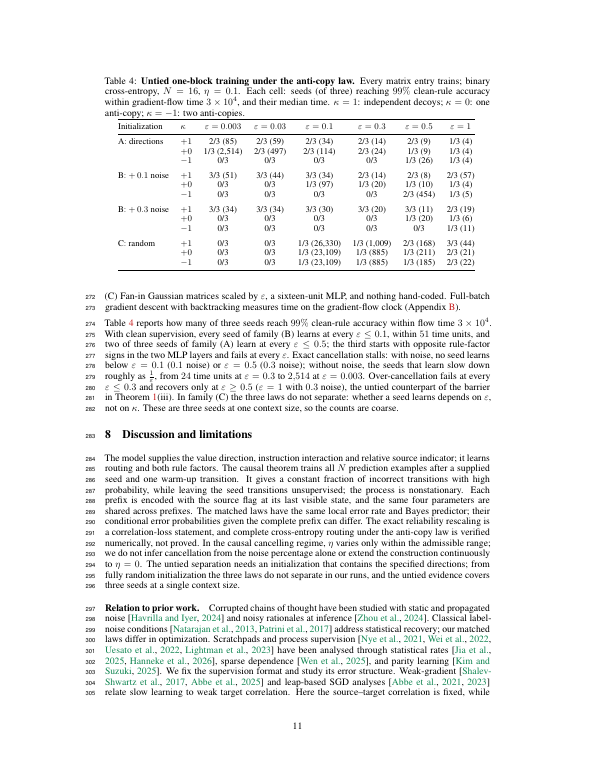 Table 4: Untied one-block training under the anti-copy law. Every matrix entry trains; binary
cross-entropy, N = 16, η = 0.1. Each cell: seeds (of three) reaching 99% clean-rule accuracy
within gradient-flow time 3 × 10⁴, and their median time. κ = 1: independent decoys; κ = 0: one
anti-copy; κ = −1: two anti-copies.
Initialization κ ε = 0.003 ε = 0.03 ε = 0.1 ε = 0.3 ε = 0.5 ε = 1
A: directions +1 2/3 (85) 2/3 (59) 2/3 (34) 2/3 (14) 2/3 (9) 1/3 (4)
+0 1/3 (2,514) 2/3 (497) 2/3 (114) 2/3 (24) 1/3 (9) 1/3 (4)
−1 0/3 0/3 0/3 0/3 1/3 (26) 1/3 (4)
B: + 0.1 noise +1 3/3 (51) 3/3 (44) 3/3 (34) 2/3 (14) 2/3 (8) 2/3 (57)
+0 0/3 0/3 1/3 (97) 1/3 (20) 1/3 (10) 1/3 (4)
−1 0/3 0/3 0/3 0/3 2/3 (454) 1/3 (5)
B: + 0.3 noise +1 3/3 (34) 3/3 (34) 3/3 (30) 3/3 (20) 3/3 (11) 2/3 (19)
+0 0/3 0/3 0/3 0/3 1/3 (20) 1/3 (6)
−1 0/3 0/3 0/3 0/3 0/3 1/3 (11)
C: random +1 0/3 0/3 1/3 (26,330) 1/3 (1,009) 2/3 (168) 3/3 (44)
+0 0/3 0/3 1/3 (23,109) 1/3 (885) 1/3 (211) 2/3 (21)
−1 0/3 0/3 1/3 (23,109) 1/3 (885) 1/3 (185) 2/3 (22)
272 (C) Fan-in Gaussian matrices scaled by ε, a sixteen-unit MLP, and nothing hand-coded. Full-batch
273 gradient descent with backtracking measures time on the gradient-flow clock (Appendix B).
274 Table 4 reports how many of three seeds reach 99% clean-rule accuracy within flow time 3 × 10⁴.
275 With clean supervision, every seed of family (B) learns at every ε ≤ 0.1, within 51 time units, and
276 two of three seeds of family (A) learn at every ε ≤ 0.5; the third starts with opposite rule-factor
277 signs in the two MLP layers and fails at every ε. Exact cancellation stalls: with noise, no seed learns
278 below ε = 0.1 (0.1 noise) or ε = 0.5 (0.3 noise); without noise, the seeds that learn slow down
279 roughly as 1/ε, from 24 time units at ε = 0.3 to 2,514 at ε = 0.003. Over-cancellation fails at every
280 ε ≤ 0.3 and recovers only at ε ≥ 0.5 (ε = 1 with 0.3 noise), the untied counterpart of the barrier
281 in Theorem 1(iii). In family (C) the three laws do not separate: whether a seed learns depends on ε,
282 not on κ. These are three seeds at one context size, so the counts are coarse.
283 8 Discussion and limitations
284 The model supplies the value direction, instruction interaction and relative source indicator; it learns
285 routing and both rule factors. The causal theorem trains all N prediction examples after a supplied
286 seed and one warm-up transition. It gives a constant fraction of incorrect transitions with high
287 probability, while leaving the seed transitions unsupervised; the process is nonstationary. Each
288 prefix is encoded with the source flag at its last visible state, and the same four parameters are
289 shared across prefixes. The matched laws have the same local error rate and Bayes predictor; their
290 conditional error probabilities given the complete prefix can differ. The exact reliability rescaling is
291 a correlation-loss statement, and complete cross-entropy routing under the anti-copy law is verified
292 numerically, not proved. In the causal cancelling regime, η varies only within the admissible range;
293 we do not infer cancellation from the noise percentage alone or extend the construction continuously
294 to η = 0. The untied separation needs an initialization that contains the specified directions; from
295 fully random initialization the three laws do not separate in our runs, and the untied evidence covers
296 three seeds at a single context size.
297 Relation to prior work. Corrupted chains of thought have been studied with static and propagated
298 noise [Havrilla and Iyer, 2024] and noisy rationales at inference [Zhou et al., 2024]. Classical label-
299 noise conditions [Natarajan et al., 2013, Patrini et al., 2017] address statistical recovery; our matched
300 laws differ in optimization. Scratchpads and process supervision [Nye et al., 2021, Wei et al., 2022,
301 Uesato et al., 2022, Lightman et al., 2023] have been analysed through statistical rates [Jia et al.,
302 2025, Hanneke et al., 2026], sparse dependence [Wen et al., 2025], and parity learning [Kim and
303 Suzuki, 2025]. We fix the supervision format and study its error structure. Weak-gradient [Shalev-
304 Shwartz et al., 2017, Abbe et al., 2025] and leap-based SGD analyses [Abbe et al., 2021, 2023]
305 relate slow learning to weak target correlation. Here the source–target correlation is fixed, while
11